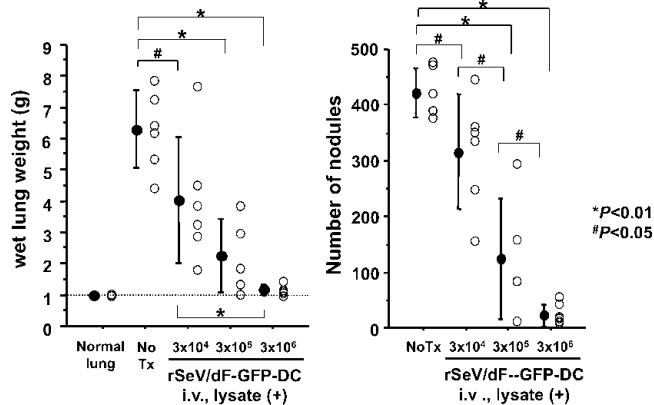 *
*
*
*
#
#
#
#
*
9
8
7
6
5
4
3
2
1
0
wet lung weight (g)
Normal lung
No Tx
3x10⁴
3x10⁵
3x10⁶
rSeV/dF-GFP-DC
i.v., lysate (+)
500
400
300
200
100
0
Number of nodules
NoTx
3x10⁴
3x10⁵
3x10⁶
rSeV/dF--GFP-DC
i.v ., lysate (+)
*P<0.01
#P<0.05